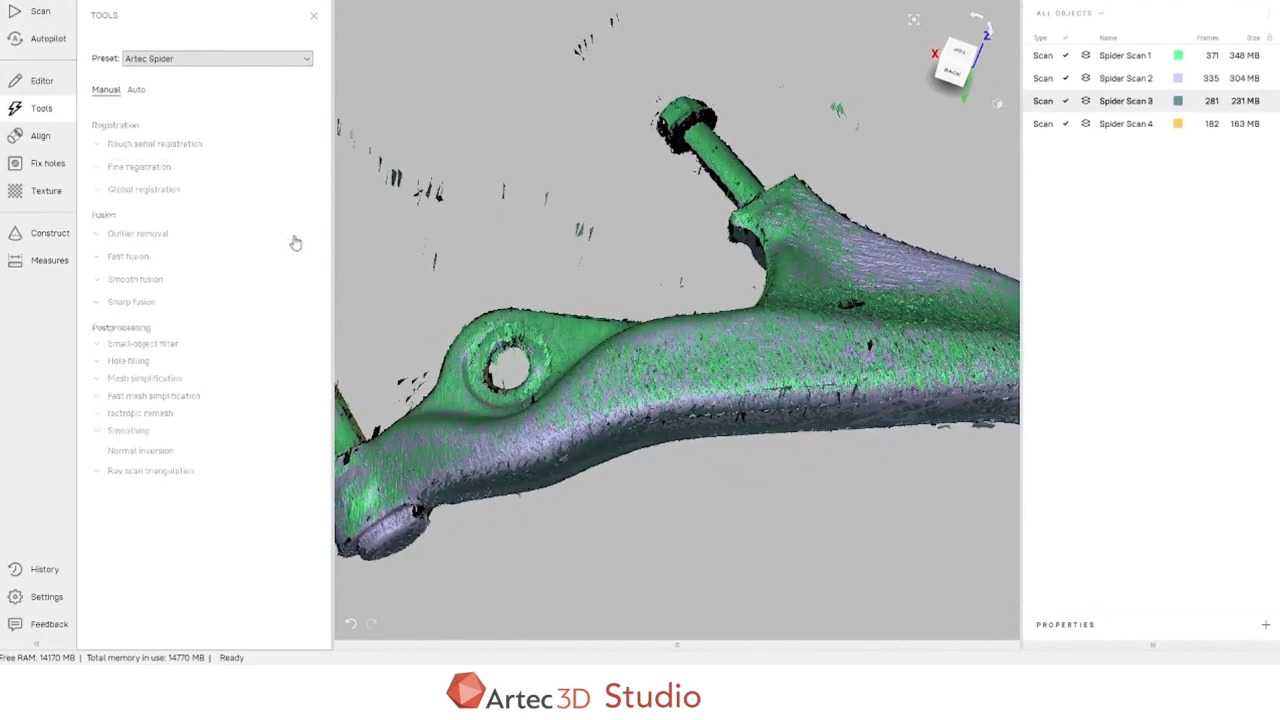 Scan
Autopilot
Editor
Tools
Align
Fix holes
Texture
Construct
Measures
History
Settings
Feedback
TOOLS
Preset: Artec Spider
Manual Auto
Registration
Rough serial registration
Fine registration
Global registration
Fusion
Outlier removal
Fast fusion
Smooth fusion
Sharp fusion
Postprocessing
Small-object filter
Hole filling
Mesh simplification
Fast mesh simplification
Isotropic remesh
Smoothing
Normal inversion
Ray scan triangulation
X
Z
BACK
ALL OBJECTS
Type Name Frames Size
Scan Spider Scan 1 371 348 MB
Scan Spider Scan 2 335 304 MB
Scan Spider Scan 3 281 231 MB
Scan Spider Scan 4 182 163 MB
PROPERTIES
Free RAM: 14170 MB | Total memory in use: 14770 MB | Ready
Artec 3D Studio